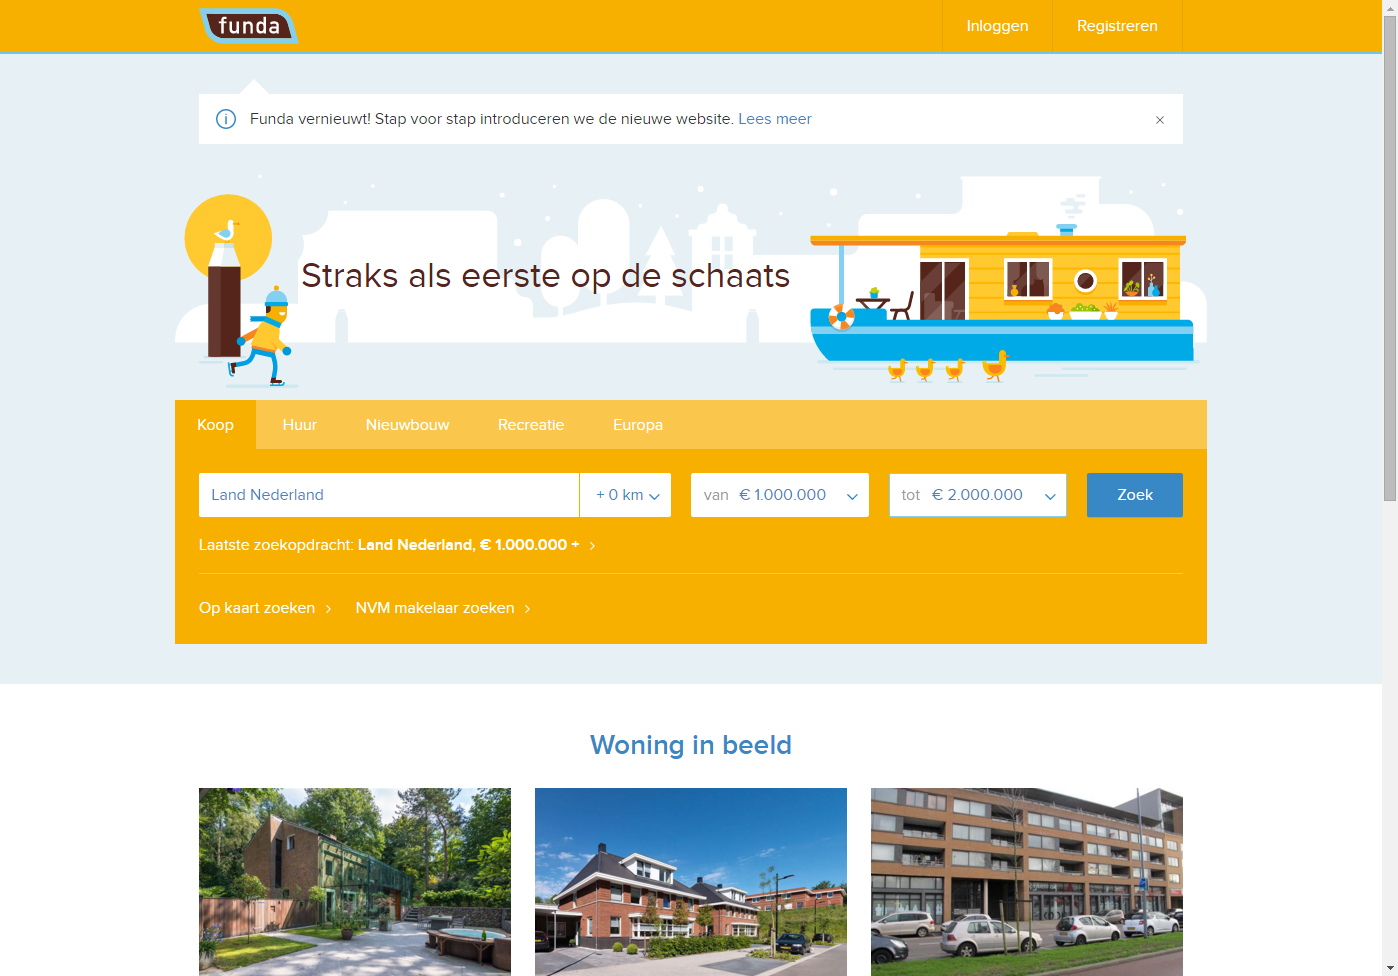 funda
Inloggen
Registreren
Funda vernieuwt! Stap voor stap introduceren we de nieuwe website. Lees meer
Straks als eerste op de schaats
Koop
Huur
Nieuwbouw
Recreatie
Europa
Land Nederland
+ 0 km
van € 1.000.000
tot € 2.000.000
Zoek
Laatste zoekopdracht: Land Nederland, € 1.000.000 +
Op kaart zoeken
NVM makelaar zoeken
Woning in beeld